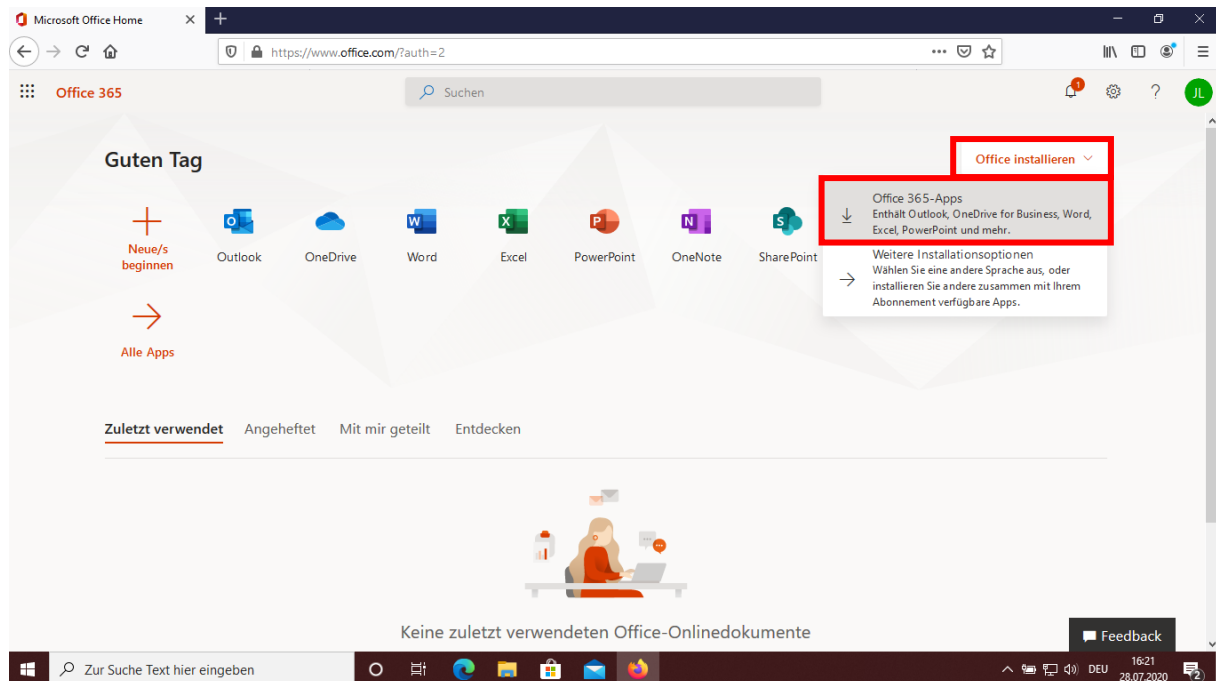 Microsoft Office Home
https://www.office.com/?auth=2
Office 365
Suchen
1
?
JL
Guten Tag
Office installieren
Office 365-Apps
Enthält Outlook, OneDrive for Business, Word,
Excel, PowerPoint und mehr.
Weitere Installationsoptionen
Wählen Sie eine andere Sprache aus, oder
installieren Sie andere zusammen mit Ihrem
Abonnement verfügbare Apps.
Neue/s
beginnen
Outlook
OneDrive
Word
Excel
PowerPoint
OneNote
SharePoint
Alle Apps
Zuletzt verwendet Angeheftet Mit mir geteilt Entdecken
Keine zuletzt verwendeten Office-Onlinedokumente
Feedback
Zur Suche Text hier eingeben
DEU
16:21
28.07.2020
2